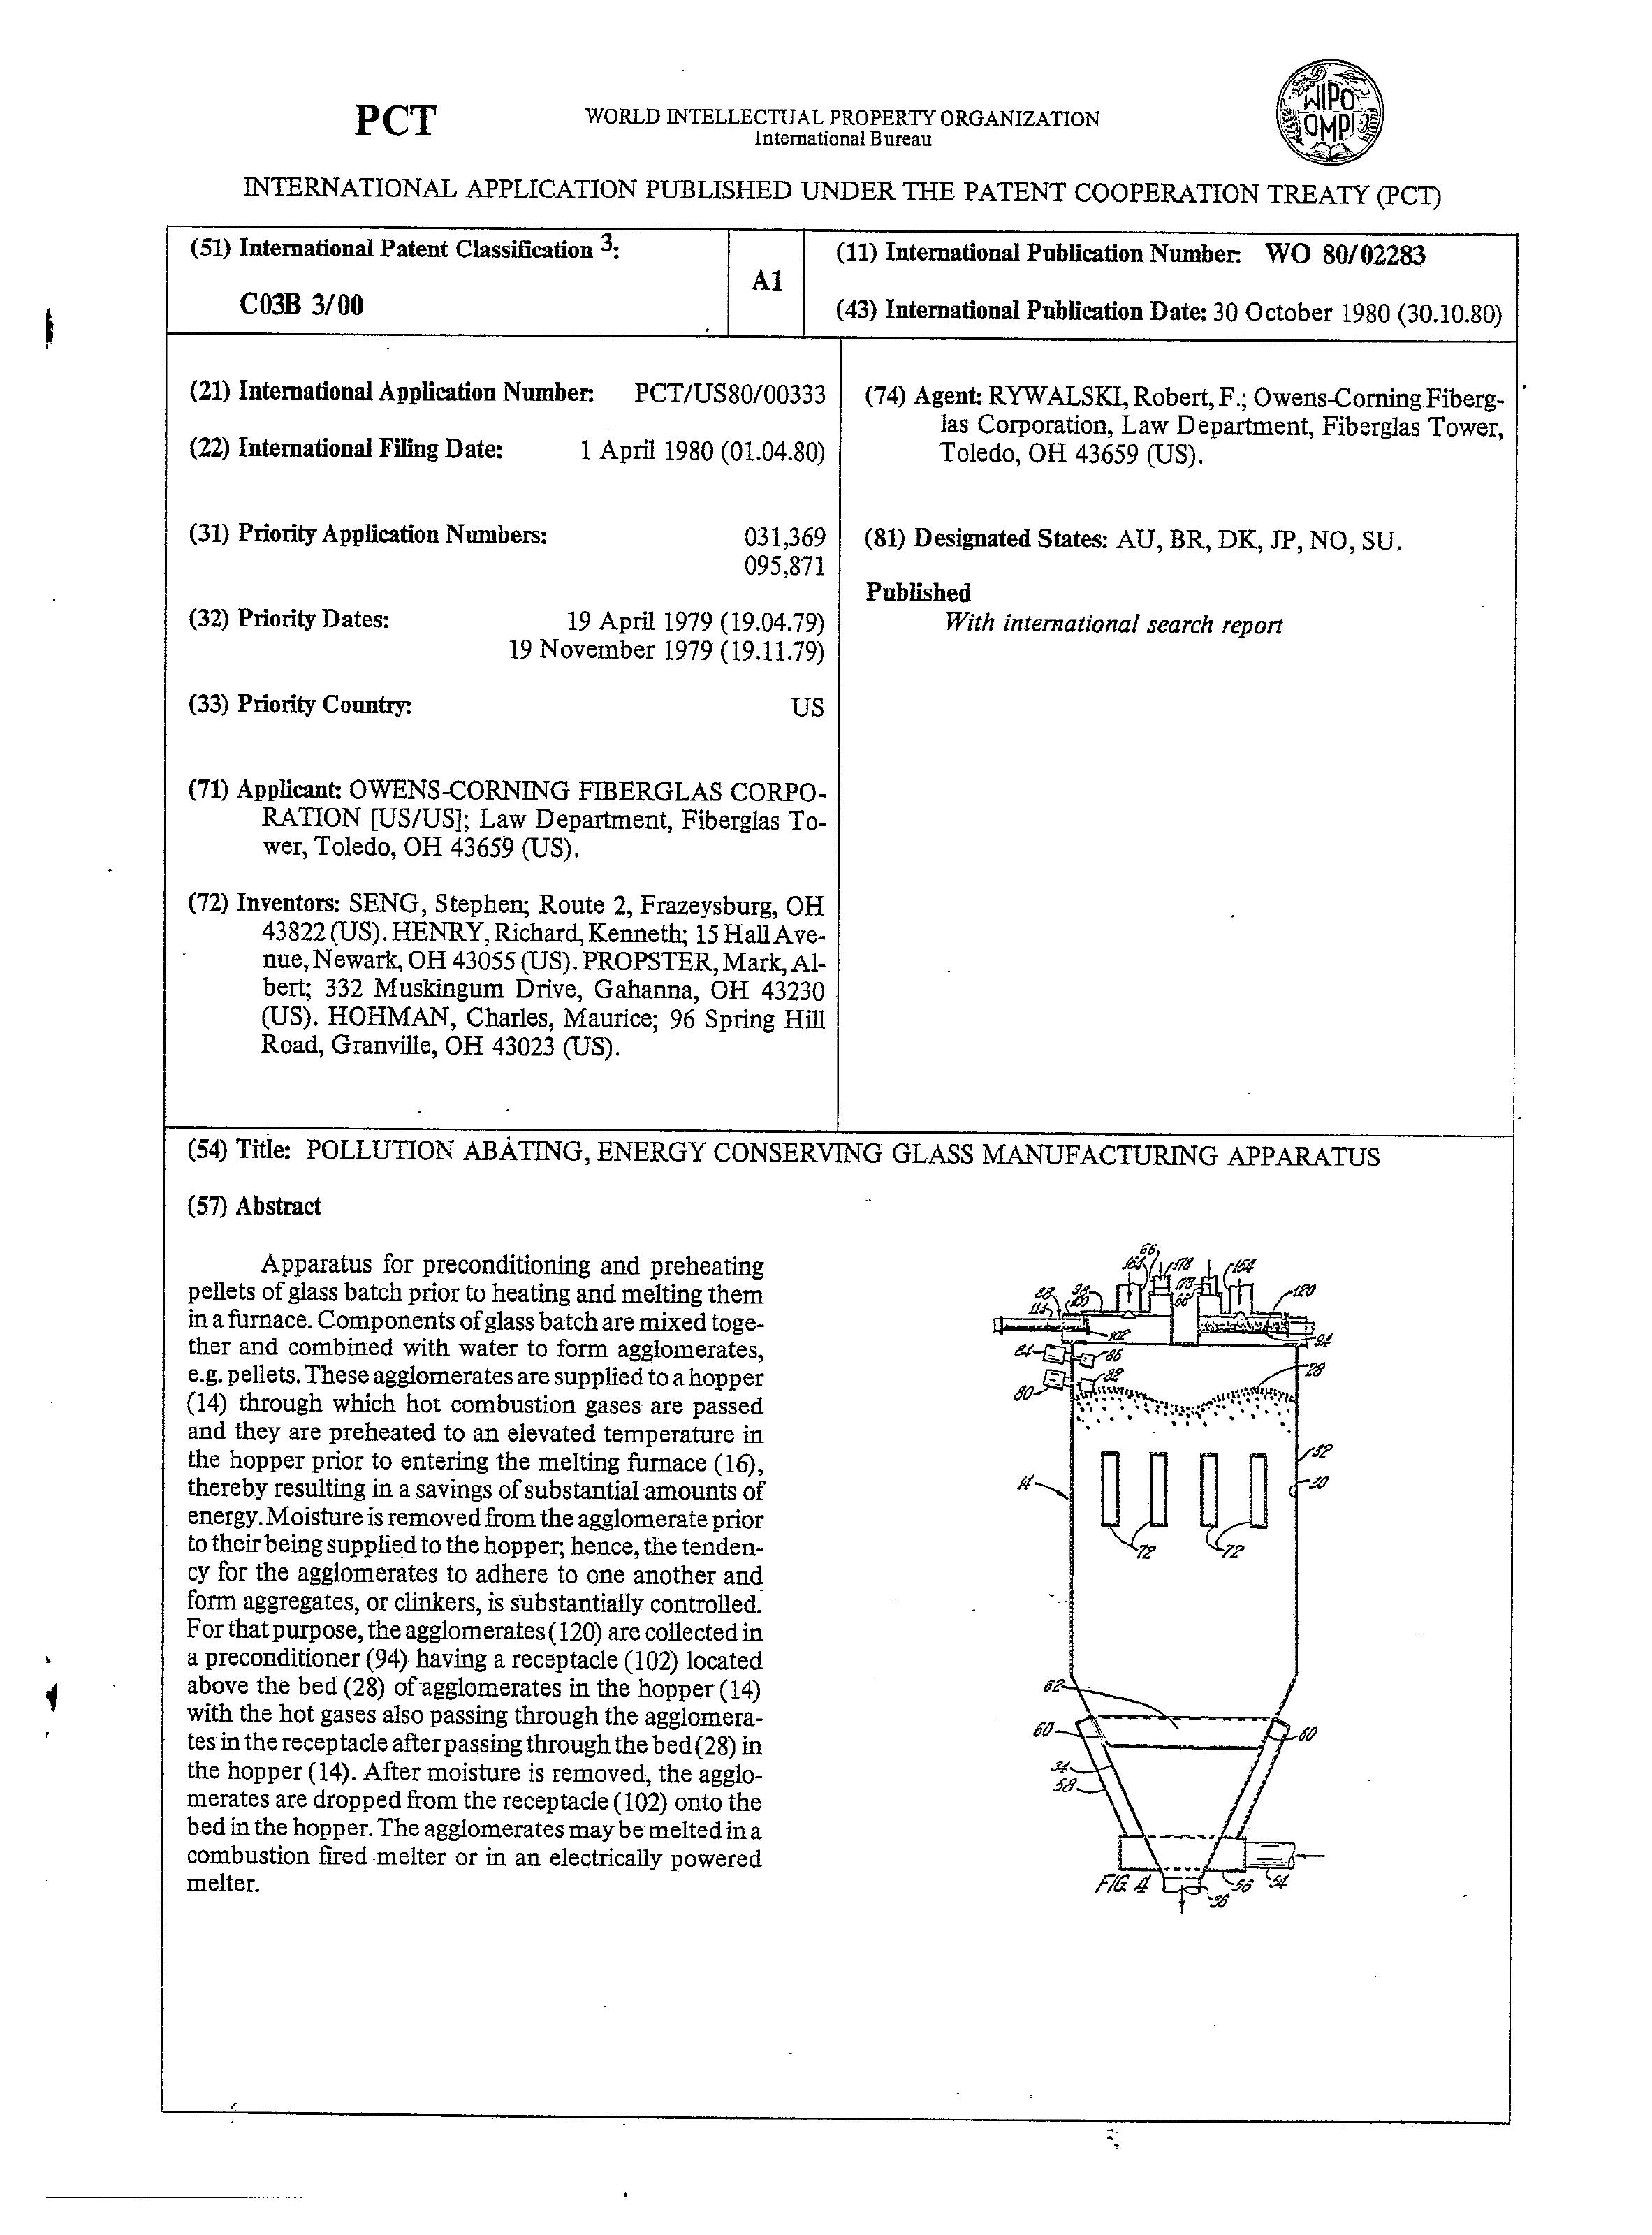 PCT
WORLD INTELLECTUAL PROPERTY ORGANIZATION
International Bureau
WIPO
OMPI
INTERNATIONAL APPLICATION PUBLISHED UNDER THE PATENT COOPERATION TREATY (PCT)
(51) International Patent Classification 3:
C03B 3/00
A1
(11) International Publication Number: WO 80/02283
(43) International Publication Date: 30 October 1980 (30.10.80)
(21) International Application Number: PCT/US80/00333
(22) International Filing Date: 1 April 1980 (01.04.80)
(31) Priority Application Numbers: 031,369
095,871
(32) Priority Dates: 19 April 1979 (19.04.79)
19 November 1979 (19.11.79)
(33) Priority Country: US
(71) Applicant: OWENS-CORNING FIBERGLAS CORPO-
RATION [US/US]; Law Department, Fiberglas To-
wer, Toledo, OH 43659 (US).
(72) Inventors: SENG, Stephen; Route 2, Frazeysburg, OH
43822 (US). HENRY, Richard, Kenneth; 15 Hall Ave-
nue, Newark, OH 43055 (US). PROPSTER, Mark, Al-
bert; 332 Muskingum Drive, Gahanna, OH 43230
(US). HOHMAN, Charles, Maurice; 96 Spring Hill
Road, Granville, OH 43023 (US).
(74) Agent: RYWALSKI, Robert, F.; Owens-Corning Fiberg-
las Corporation, Law Department, Fiberglas Tower,
Toledo, OH 43659 (US).
(81) Designated States: AU, BR, DK, JP, NO, SU.
Published
With international search report
(54) Title: POLLUTION ABATING, ENERGY CONSERVING GLASS MANUFACTURING APPARATUS
(57) Abstract
Apparatus for preconditioning and preheating
pellets of glass batch prior to heating and melting them
in a furnace. Components of glass batch are mixed toge-
ther and combined with water to form agglomerates,
e.g. pellets. These agglomerates are supplied to a hopper
(14) through which hot combustion gases are passed
and they are preheated to an elevated temperature in
the hopper prior to entering the melting furnace (16),
thereby resulting in a savings of substantial amounts of
energy. Moisture is removed from the agglomerate prior
to their being supplied to the hopper; hence, the tenden-
cy for the agglomerates to adhere to one another and
form aggregates, or clinkers, is substantially controlled.
For that purpose, the agglomerates (120) are collected in
a preconditioner (94) having a receptacle (102) located
above the bed (28) of agglomerates in the hopper (14)
with the hot gases also passing through the agglomera-
tes in the receptacle after passing through the bed (28) in
the hopper (14). After moisture is removed, the agglo-
merates are dropped from the receptacle (102) onto the
bed in the hopper. The agglomerates may be melted in a
combustion fired melter or in an electrically powered
melter.
66
164 178 164
98 120
102 94
84 86
80 82 28
32
14 30
72 72
62
60 60
34
58
FIG. 4 56 54
36